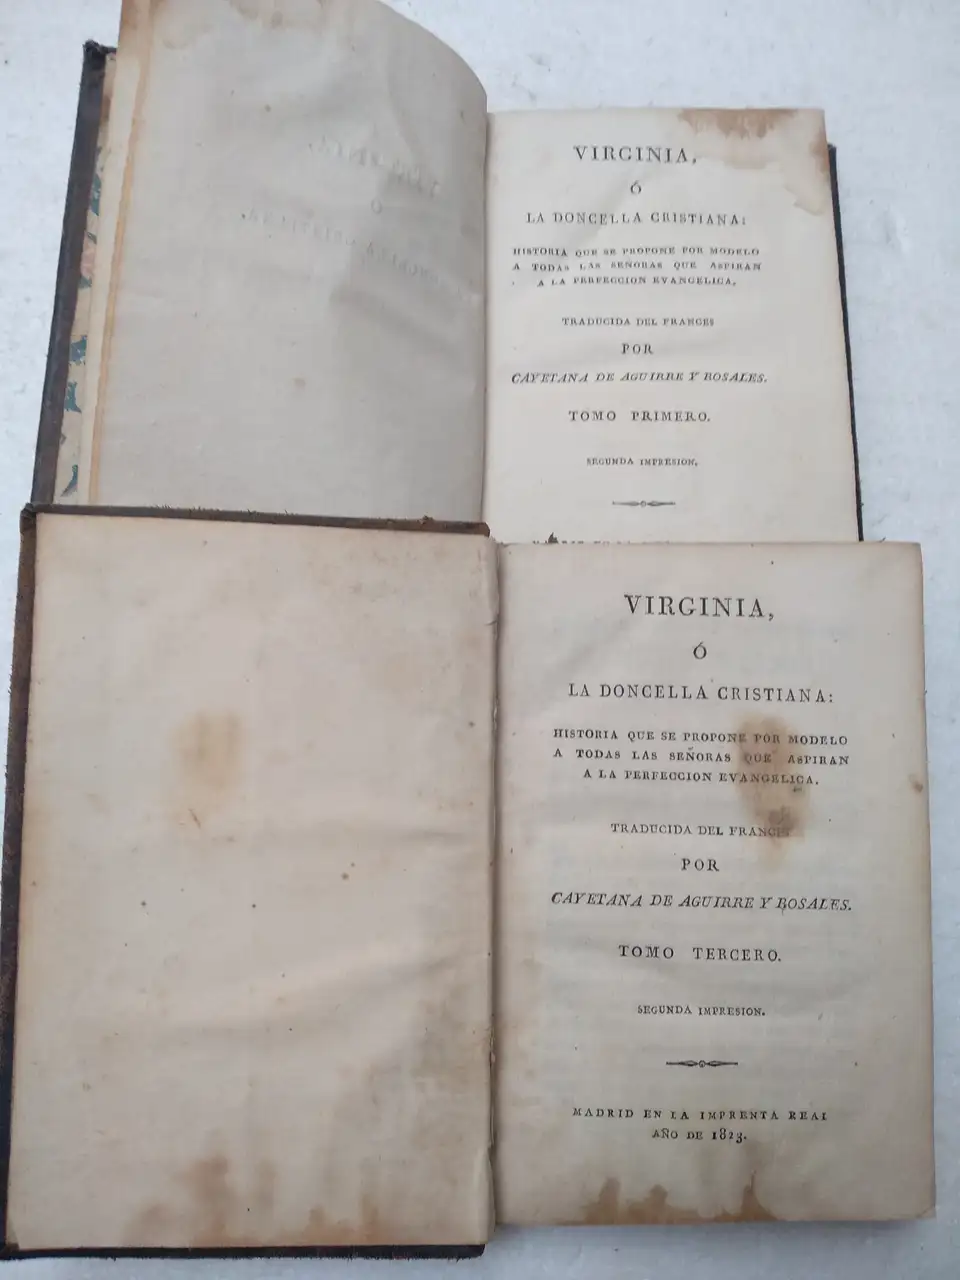 VIRGINIA,
Ó
LA DONCELLA CRISTIANA:
HISTORIA QUE SE PROPONE POR MODELO
A TODAS LAS SEÑORAS QUE ASPIRAN
A LA PERFECCION EVANGELICA.
TRADUCIDA DEL FRANCES
POR
CAYETANA DE AGUIRRE Y ROSALES.
TOMO PRIMERO.
SEGUNDA IMPRESION.
VIRGINIA,
Ó
LA DONCELLA CRISTIANA:
HISTORIA QUE SE PROPONE POR MODELO
A TODAS LAS SEÑORAS QUE ASPIRAN
A LA PERFECCION EVANGELICA.
TRADUCIDA DEL FRANCES
POR
CAYETANA DE AGUIRRE Y ROSALES.
TOMO TERCERO.
SEGUNDA IMPRESION.
MADRID EN LA IMPRENTA REAL
AÑO DE 1823.